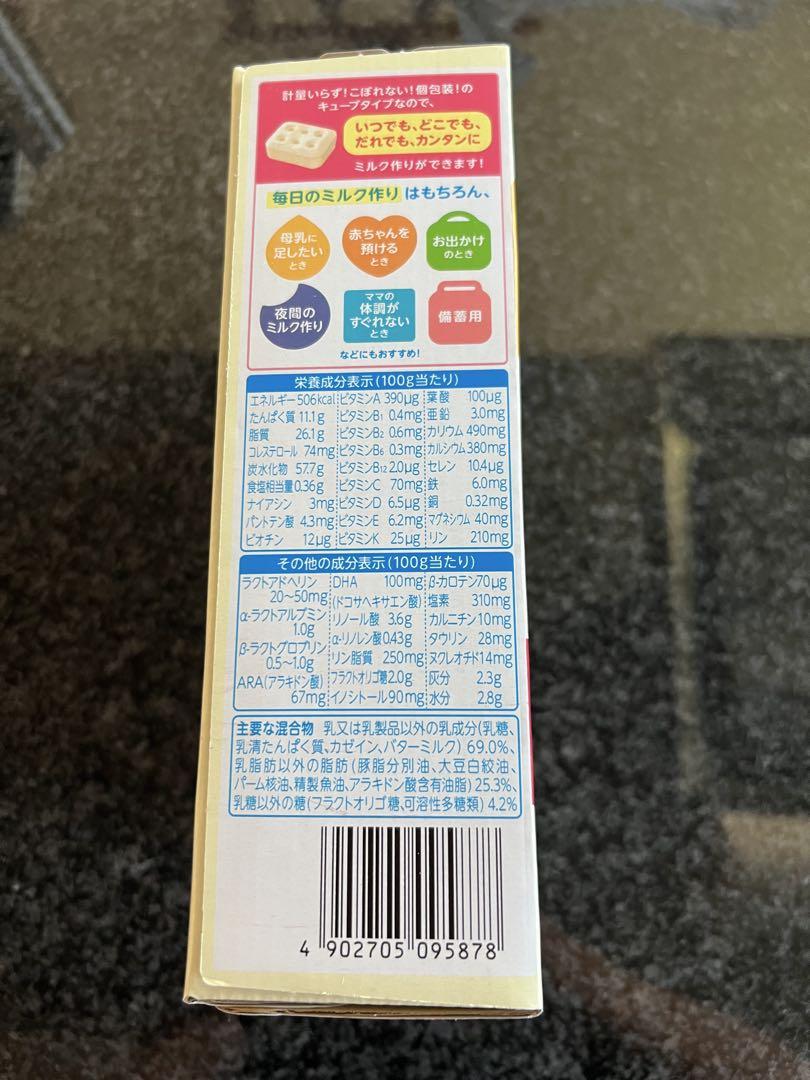 計量いらず!こぼれない!個包装!の
キューブタイプなので、
いつでも、どこでも、
だれでも、カンタンに
ミルク作りができます!
毎日のミルク作り はもちろん、
母乳に
足したい
とき
赤ちゃんを
預ける
とき
お出かけ
のとき
夜間の
ミルク作り
ママの
体調が
すぐれない
とき
備蓄用
などにもおすすめ!
栄養成分表示(100g当たり)
エネルギー506kcal ビタミンA 390μg 葉酸 100μg
たんぱく質 11.1g ビタミンB1 0.4mg 亜鉛 3.0mg
脂質 26.1g ビタミンB2 0.6mg カリウム 490mg
コレステロール 74mg ビタミンB6 0.3mg カルシウム380mg
炭水化物 57.7g ビタミンB12 2.0μg セレン 10.4μg
食塩相当量0.36g ビタミンC 70mg 鉄 6.0mg
ナイアシン 3mg ビタミンD 6.5μg 銅 0.32mg
パントテン酸 4.3mg ビタミンE 6.2mg マグネシウム 40mg
ビオチン 12μg ビタミンK 25μg リン 210mg
その他の成分表示(100g当たり)
ラクトアドヘリン
20~50mg
α-ラクトアルブミン
1.0g
β-ラクトグロブリン
0.5~1.0g
ARA(アラキドン酸)
67mg
DHA 100mg
(ドコサヘキサエン酸)
リノール酸 3.6g
α-リノレン酸0.43g
リン脂質 250mg
フラクトオリゴ糖2.0g
イノシトール90mg
β-カロテン70μg
塩素 310mg
カルニチン10mg
タウリン 28mg
ヌクレオチド14mg
灰分 2.3g
水分 2.8g
主要な混合物 乳又は乳製品以外の乳成分(乳糖、
乳清たんぱく質、カゼイン、バターミルク) 69.0%、
乳脂肪以外の脂肪(豚脂分別油、大豆白絞油、
パーム核油、精製魚油、アラキドン酸含有油脂) 25.3%、
乳糖以外の糖(フラクトオリゴ糖、可溶性多糖類) 4.2%
4 902705 095878